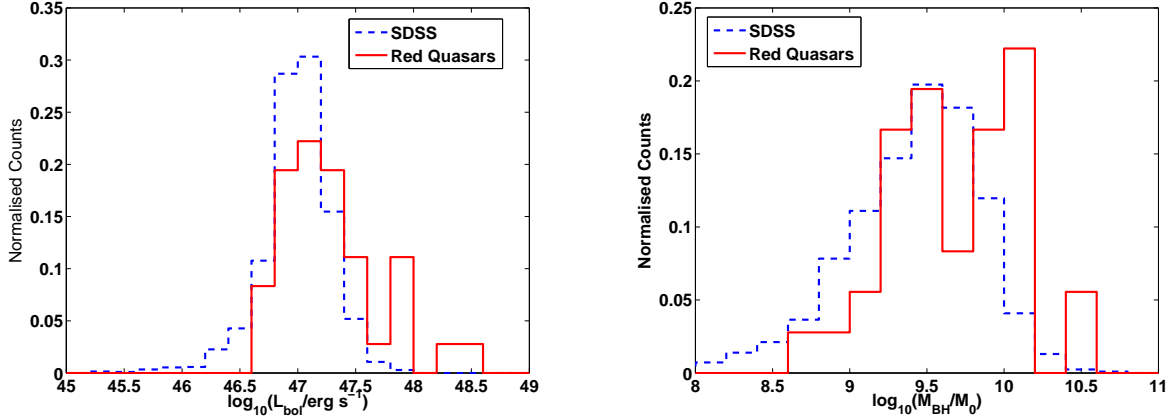 SDSS
Red Quasars
Normalised Counts
0.35
0.3
0.25
0.2
0.15
0.1
0.05
0
45 45.5 46 46.5 47 47.5 48 48.5 49
log10(Lbol/erg s−1)
SDSS
Red Quasars
Normalised Counts
0.25
0.2
0.15
0.1
0.05
0
8 8.5 9 9.5 10 10.5 11
log10(MBH/M0)